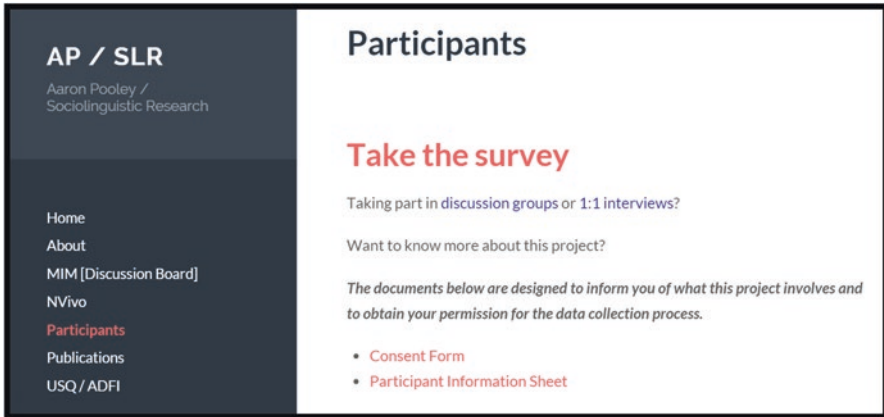 AP / SLR
Aaron Pooley /
Sociolinguistic Research
Home
About
MIM [Discussion Board]
NVivo
Participants
Publications
USQ / ADFI
Participants
Take the survey
Taking part in discussion groups or 1:1 interviews?
Want to know more about this project?
The documents below are designed to inform you of what this project involves and
to obtain your permission for the data collection process.
• Consent Form
• Participant Information Sheet